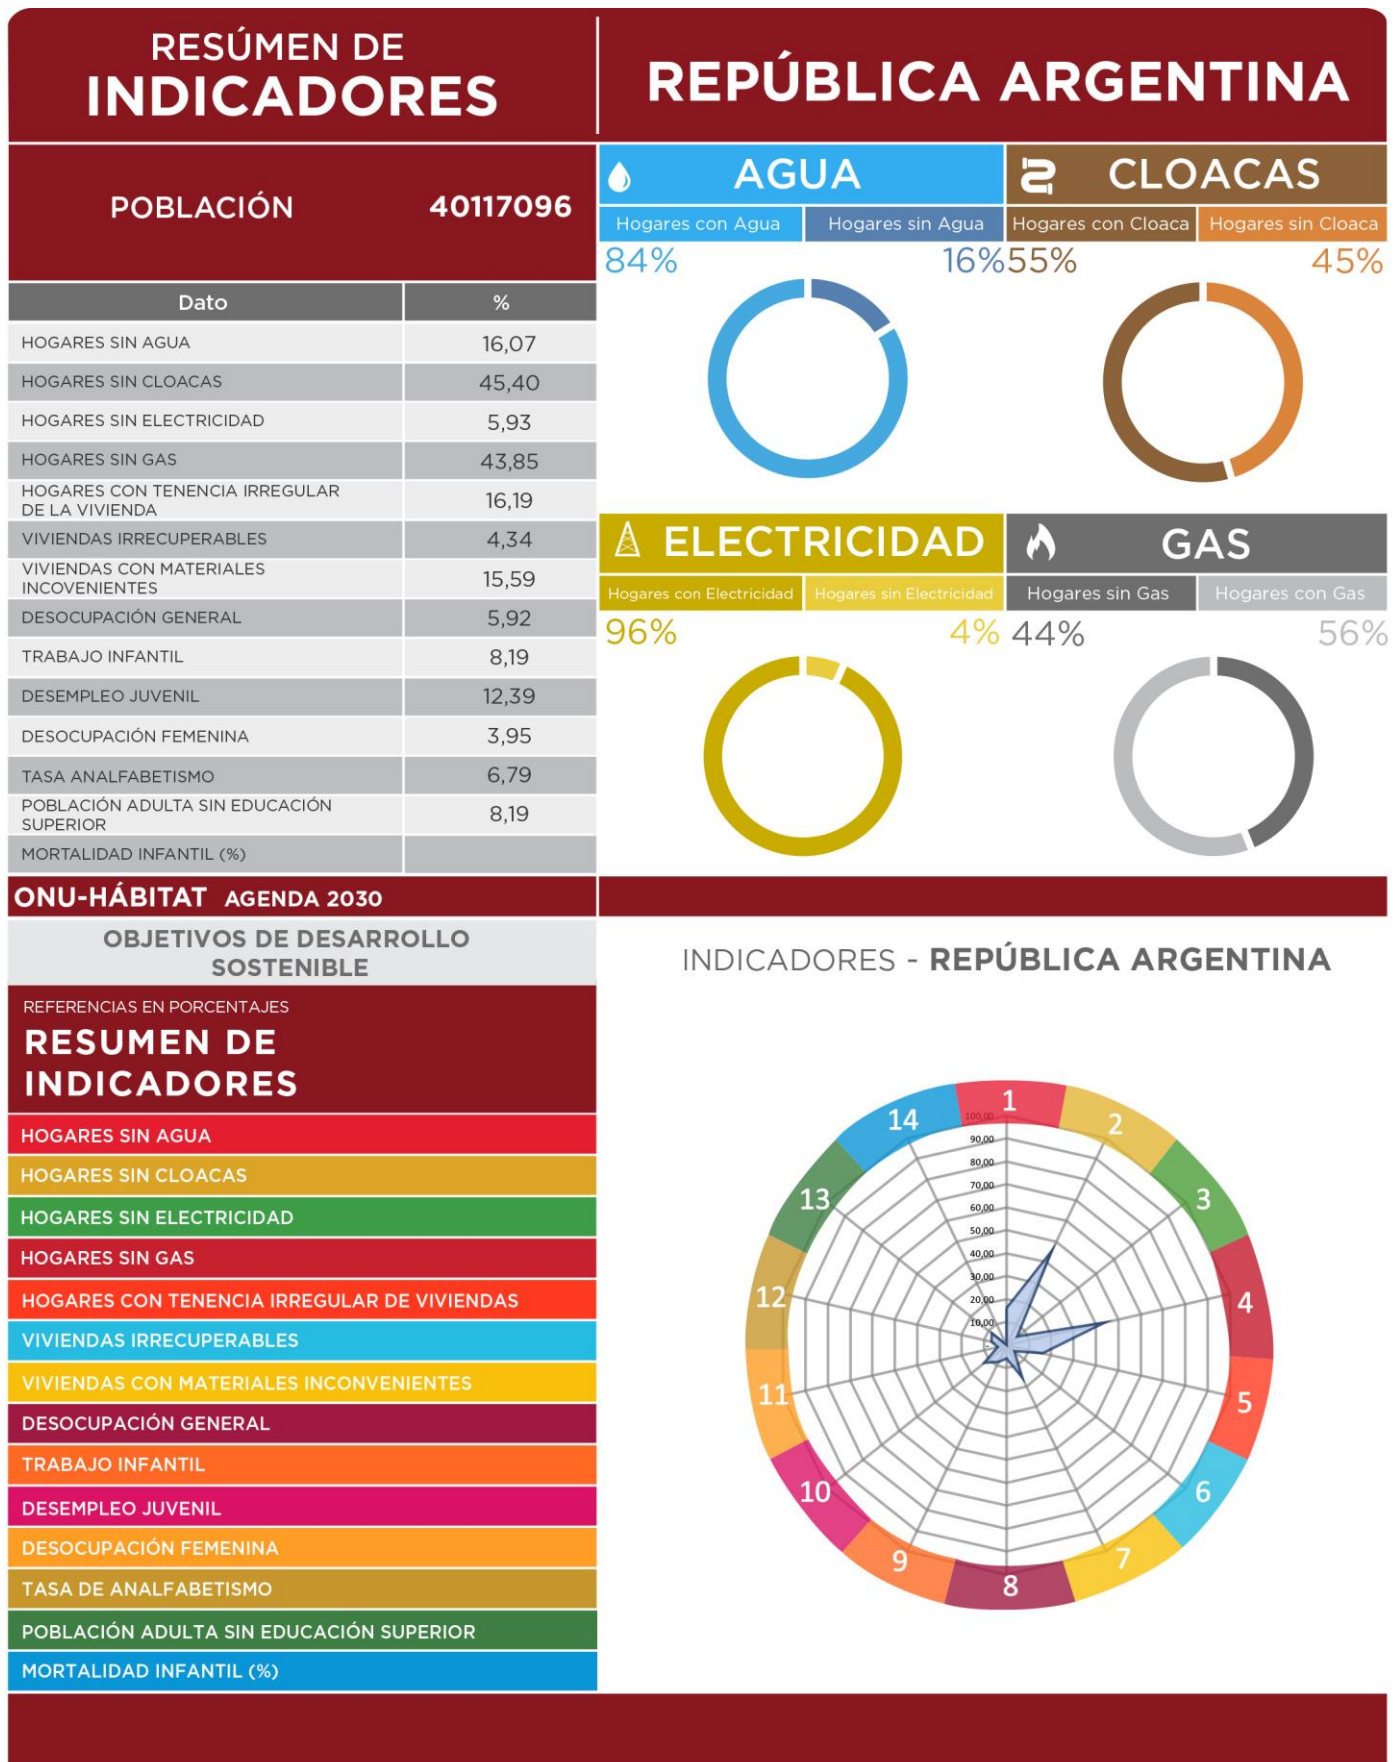 RESÚMEN DE
INDICADORES
REPÚBLICA ARGENTINA
POBLACIÓN 40117096
Dato %
HOGARES SIN AGUA 16,07
HOGARES SIN CLOACAS 45,40
HOGARES SIN ELECTRICIDAD 5,93
HOGARES SIN GAS 43,85
HOGARES CON TENENCIA IRREGULAR
DE LA VIVIENDA 16,19
VIVIENDAS IRRECUPERABLES 4,34
VIVIENDAS CON MATERIALES
INCOVENIENTES 15,59
DESOCUPACIÓN GENERAL 5,92
TRABAJO INFANTIL 8,19
DESEMPLEO JUVENIL 12,39
DESOCUPACIÓN FEMENINA 3,95
TASA ANALFABETISMO 6,79
POBLACIÓN ADULTA SIN EDUCACIÓN
SUPERIOR 8,19
MORTALIDAD INFANTIL (%)
AGUA
Hogares con Agua Hogares sin Agua
84% 16%
CLOACAS
Hogares con Cloaca Hogares sin Cloaca
55% 45%
ELECTRICIDAD
Hogares con Electricidad Hogares sin Electricidad
96% 4%
GAS
Hogares sin Gas Hogares con Gas
44% 56%
ONU-HÁBITAT AGENDA 2030
OBJETIVOS DE DESARROLLO
SOSTENIBLE
REFERENCIAS EN PORCENTAJES
RESUMEN DE
INDICADORES
HOGARES SIN AGUA
HOGARES SIN CLOACAS
HOGARES SIN ELECTRICIDAD
HOGARES SIN GAS
HOGARES CON TENENCIA IRREGULAR DE VIVIENDAS
VIVIENDAS IRRECUPERABLES
VIVIENDAS CON MATERIALES INCONVENIENTES
DESOCUPACIÓN GENERAL
TRABAJO INFANTIL
DESEMPLEO JUVENIL
DESOCUPACIÓN FEMENINA
TASA DE ANALFABETISMO
POBLACIÓN ADULTA SIN EDUCACIÓN SUPERIOR
MORTALIDAD INFANTIL (%)
INDICADORES - REPÚBLICA ARGENTINA
1
2
3
4
5
6
7
8
9
10
11
12
13
14
100,00
90,00
80,00
70,00
60,00
50,00
40,00
30,00
20,00
10,00
-